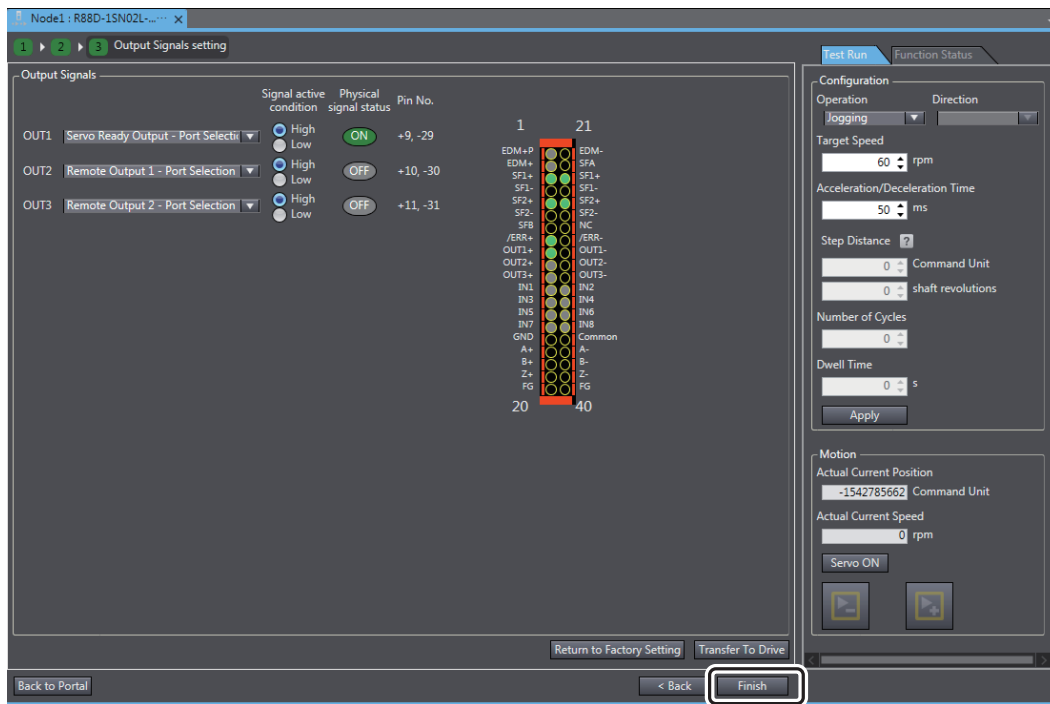 Node1 : R88D-1SN02L-...··· ×
1 2 3 Output Signals setting
Output Signals
Signal active condition
Physical signal status
Pin No.
OUT1 Servo Ready Output - Port Selectio High Low ON +9, -29
OUT2 Remote Output 1 - Port Selection High Low OFF +10, -30
OUT3 Remote Output 2 - Port Selection High Low OFF +11, -31
1 21
EDM+P EDM-
EDM+ SFA
SF1+ SF1+
SF1- SF1-
SF2+ SF2+
SF2- SF2-
SFB NC
/ERR+ /ERR-
OUT1+ OUT1-
OUT2+ OUT2-
OUT3+ OUT3-
IN1 IN2
IN3 IN4
IN5 IN6
IN7 IN8
GND Common
A+ A-
B+ B-
Z+ Z-
FG FG
20 40
Return to Factory Setting Transfer To Drive
Back to Portal < Back Finish
Test Run Function Status
Configuration
Operation Direction
Jogging
Target Speed
60 rpm
Acceleration/Deceleration Time
50 ms
Step Distance ?
0 Command Unit
0 shaft revolutions
Number of Cycles
0
Dwell Time
0 s
Apply
Motion
Actual Current Position
-1542785662 Command Unit
Actual Current Speed
0 rpm
Servo ON